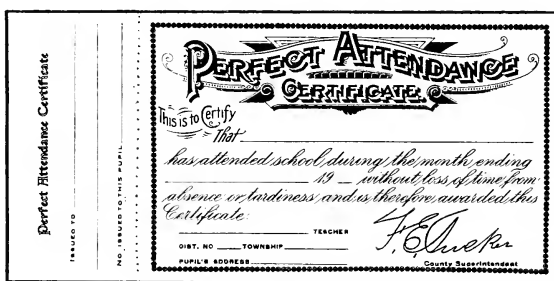 Perfect Attendance Certificate
ISSUED TO
NO. ISSUED TO THIS PUPIL
PERFECT ATTENDANCE
CERTIFICATE.
This is to Certify
That
has attended school, during the month ending
19 without loss of time from
absence or tardiness and is therefore awarded this
Certificate:
TEACHER
DIST. NO TOWNSHIP
PUPIL'S ADDRESS
F. E. Tucker
County Superintendent